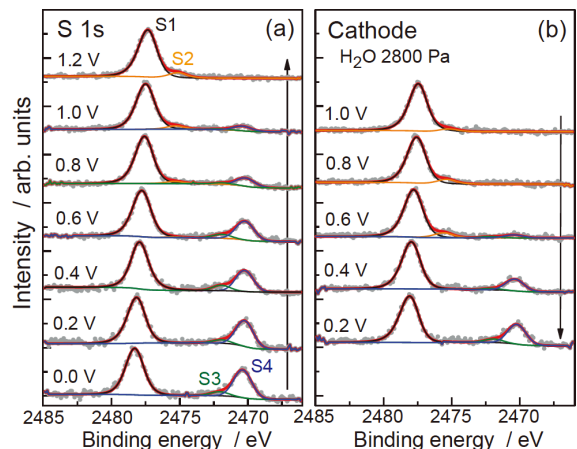 S 1s
S1
(a)
1.2 V
S2
1.0 V
0.8 V
0.6 V
0.4 V
0.2 V
0.0 V
S3
S4
Intensity / arb. units
2485
2480
2475
2470
Binding energy / eV
Cathode
(b)
H₂O 2800 Pa
1.0 V
0.8 V
0.6 V
0.4 V
0.2 V
2485
2480
2475
2470
Binding energy / eV